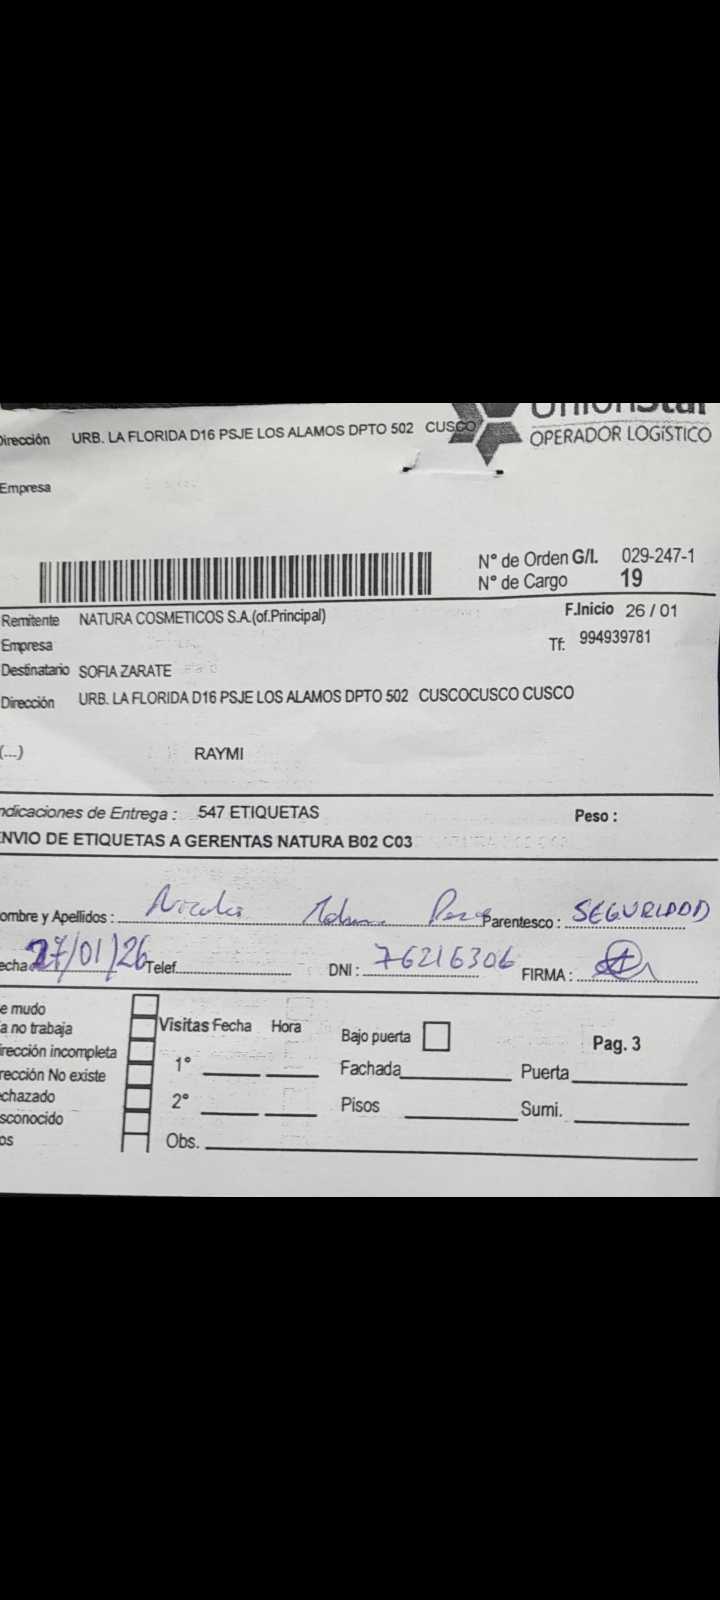 UnionStar
Dirección URB. LA FLORIDA D16 PSJE LOS ALAMOS DPTO 502 CUSCO
OPERADOR LOGÍSTICO
Empresa
N° de Orden G/I. 029-247-1
N° de Cargo 19
Remitente NATURA COSMETICOS S.A.(of.Principal)
F.Inicio 26 / 01
Empresa
Tf: 994939781
Destinatario SOFIA ZARATE
Dirección URB. LA FLORIDA D16 PSJE LOS ALAMOS DPTO 502 CUSCOCUSCO CUSCO
(...) RAYMI
ndicaciones de Entrega : 547 ETIQUETAS Peso :
ENVIO DE ETIQUETAS A GERENTAS NATURA B02 C03
ombre y Apellidos : Parentesco : SEGURIDAD
echa 27/01/26 Telef. DNI : 76216306 FIRMA :
e mudo
a no trabaja
irección incompleta
rección No existe
echazado
sconocido
os
Visitas Fecha Hora
1°
2°
Obs.
Bajo puerta
Pag. 3
Fachada Puerta
Pisos Sumi.